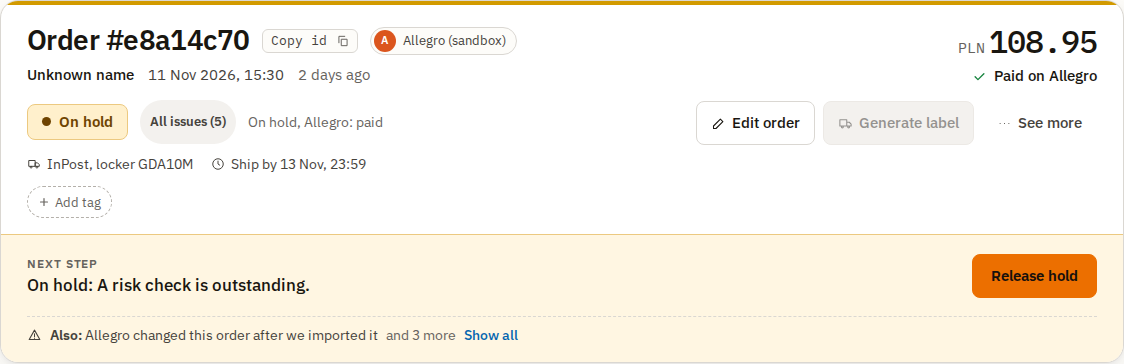 Order #e8a14c70 Copy id A Allegro (sandbox) PLN 108.95
Unknown name 11 Nov 2026, 15:30 2 days ago Paid on Allegro
On hold All issues (5) On hold, Allegro: paid Edit order Generate label ... See more
InPost, locker GDA10M Ship by 13 Nov, 23:59
+ Add tag
NEXT STEP
On hold: A risk check is outstanding. Release hold
Also: Allegro changed this order after we imported it and 3 more Show all